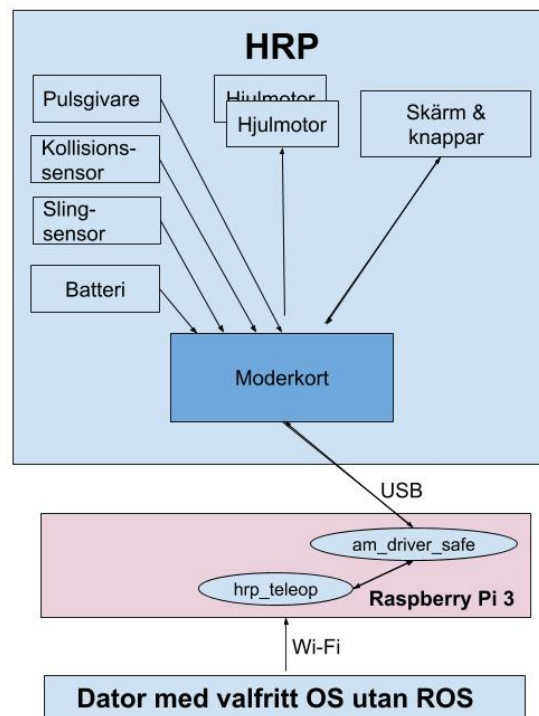 HRP
Pulsgivare
Hjulmotor
Hjulmotor
Skärm &
knappar
Kollisions-
sensor
Sling-
sensor
Batteri
Moderkort
USB
am_driver_safe
hrp_teleop
Raspberry Pi 3
Wi-Fi
Dator med valfritt OS utan ROS